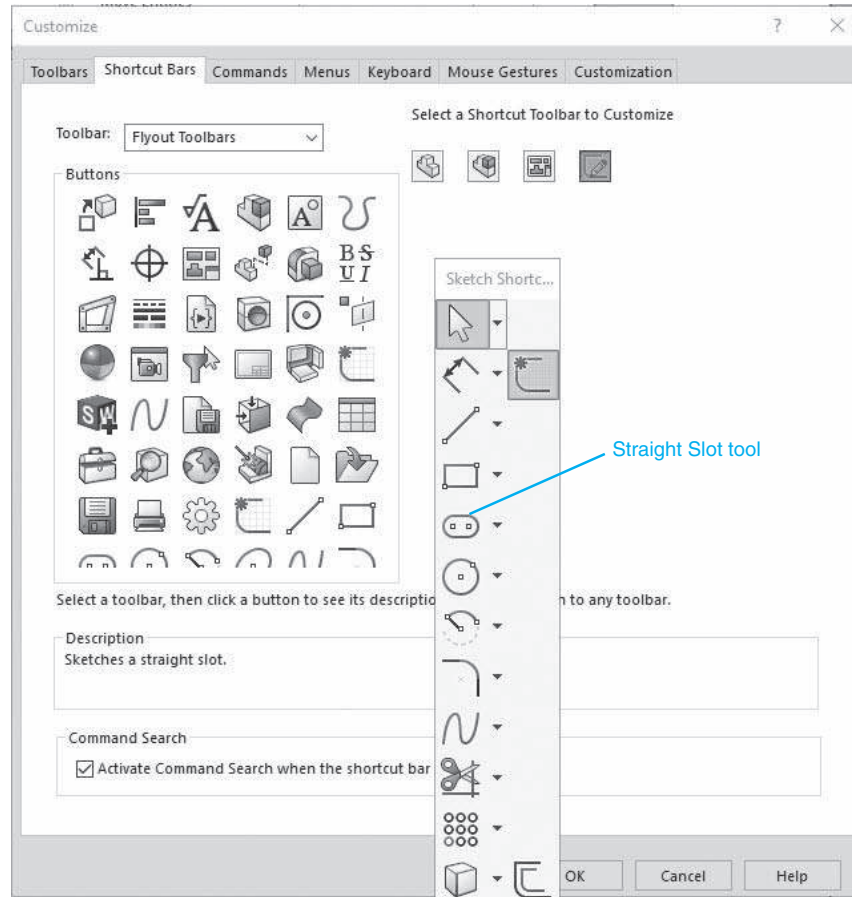 Customize
?
Toolbars Shortcut Bars Commands Menus Keyboard Mouse Gestures Customization
Select a Shortcut Toolbar to Customize
Toolbar: Flyout Toolbars
Buttons
A
A
B S
U I
Sketch Shortc...
SW
Straight Slot tool
Select a toolbar, then click a button to see its descriptio
n to any toolbar.
Description
Sketches a straight slot.
Command Search
Activate Command Search when the shortcut bar
OK Cancel Help